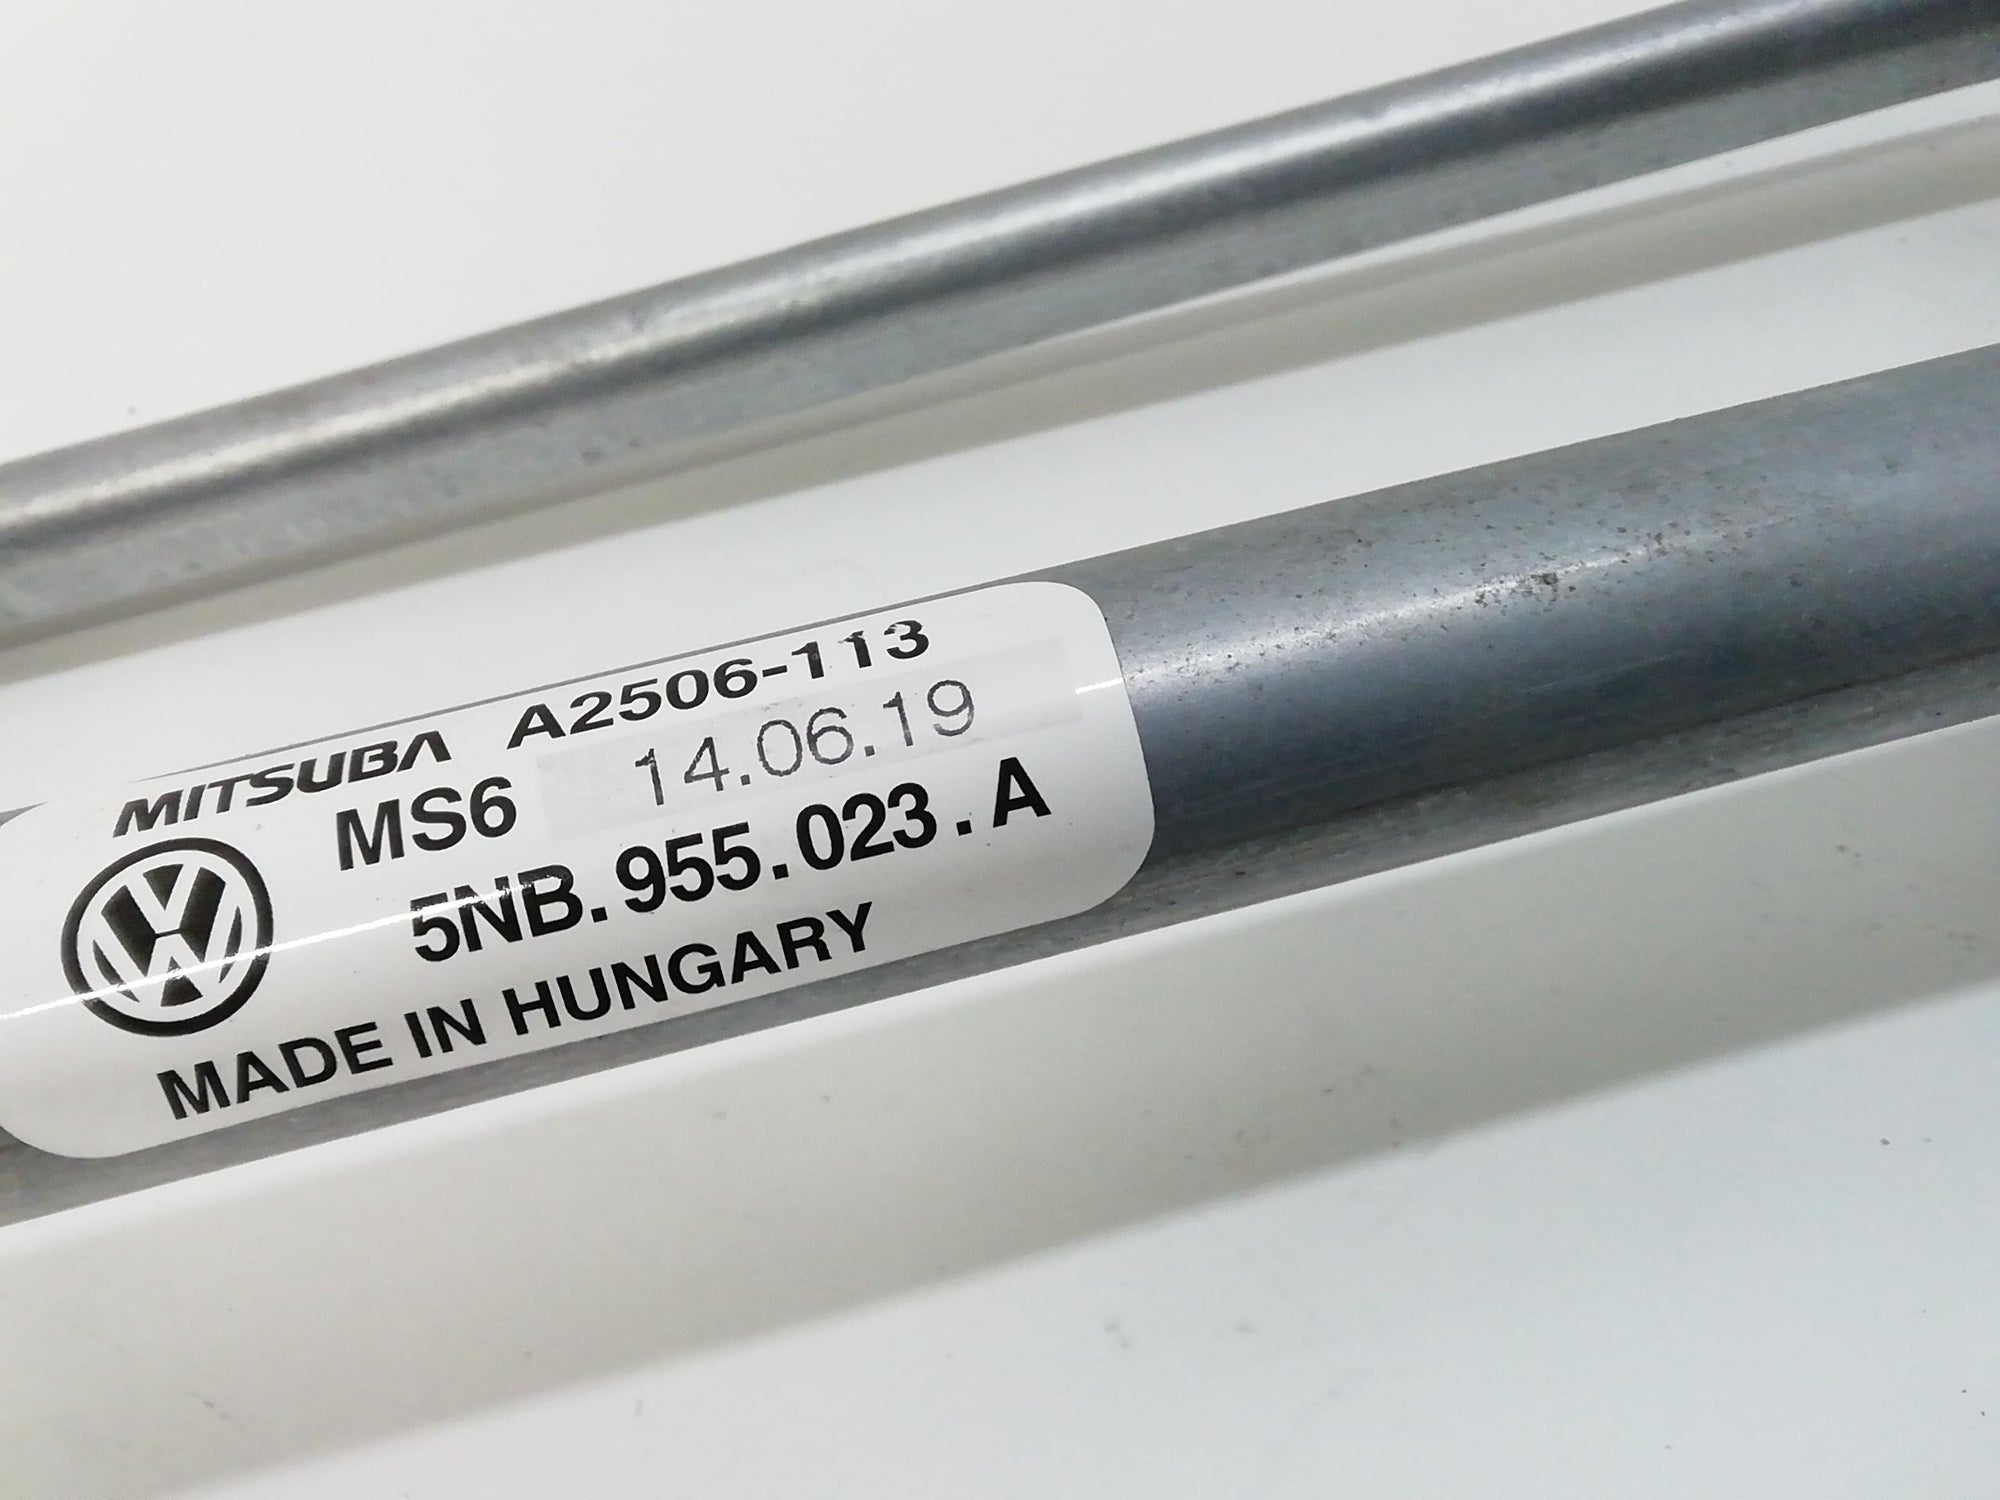 MITSUBA A2506-113
MS6 14.06.19
5NB.955.023.A
MADE IN HUNGARY